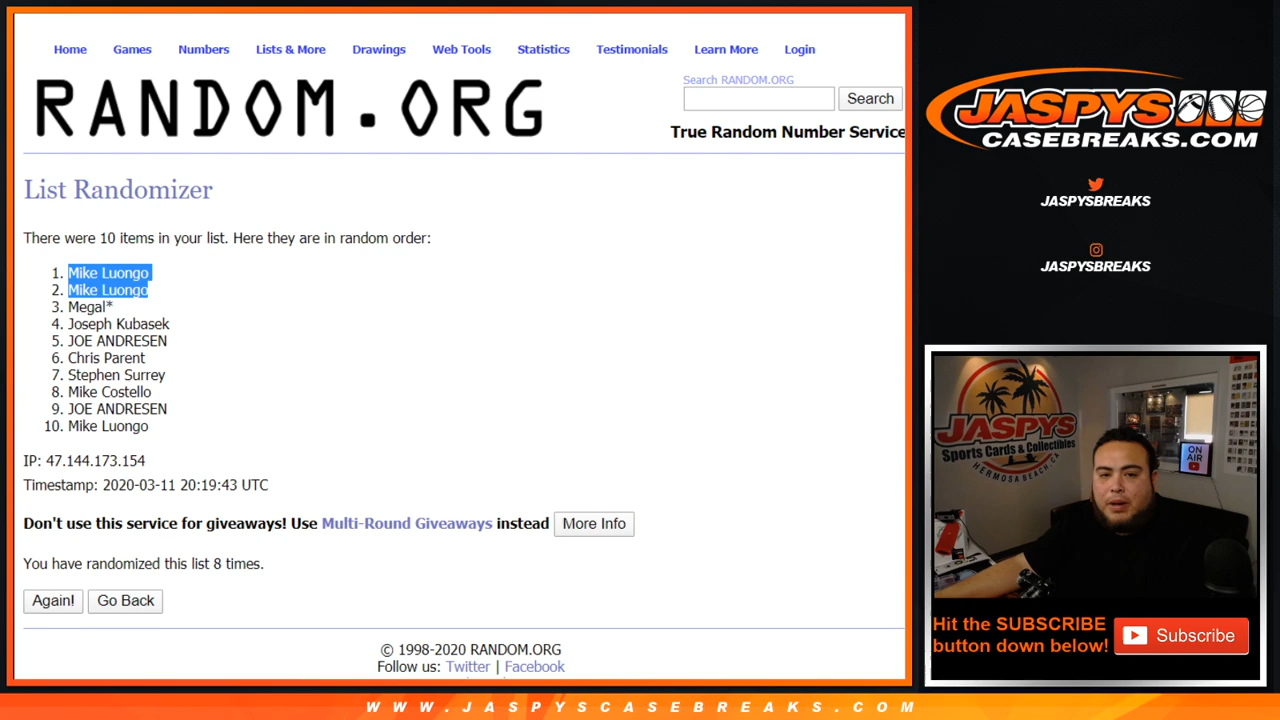 Home Games Numbers Lists & More Drawings Web Tools Statistics Testimonials Learn More Login
RANDOM.ORG
Search RANDOM.ORG
Search
True Random Number Service
List Randomizer
There were 10 items in your list. Here they are in random order:
1. Mike Luongo
2. Mike Luongo
3. Megal*
4. Joseph Kubasek
5. JOE ANDRESEN
6. Chris Parent
7. Stephen Surrey
8. Mike Costello
9. JOE ANDRESEN
10. Mike Luongo
IP: 47.144.173.154
Timestamp: 2020-03-11 20:19:43 UTC
Don't use this service for giveaways! Use Multi-Round Giveaways instead More Info
You have randomized this list 8 times.
Again! Go Back
© 1998-2020 RANDOM.ORG
Follow us: Twitter | Facebook
JASPYS
CASEBREAKS.COM
JASPYSBREAKS
JASPYSBREAKS
JASPYS
Sports Cards & Collectibles
HERMOSA BEACH, CA
ON
AIR
Hit the SUBSCRIBE
button down below!
Subscribe
WWW.JASPYSCASEBREAKS.COM